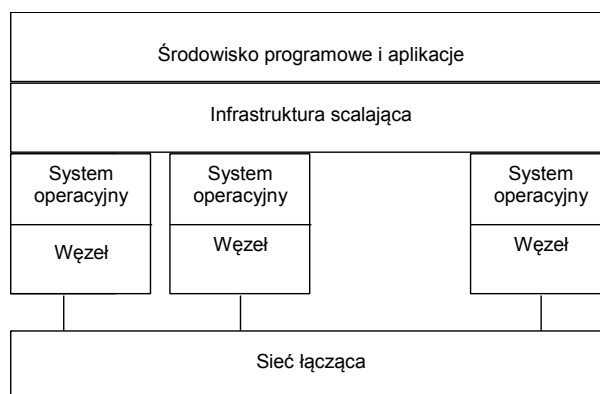 Środowisko programowe i aplikacje
Infrastruktura scalająca
System
operacyjny
System
operacyjny
System
operacyjny
Węzeł
Węzeł
Węzeł
Sieć łącząca